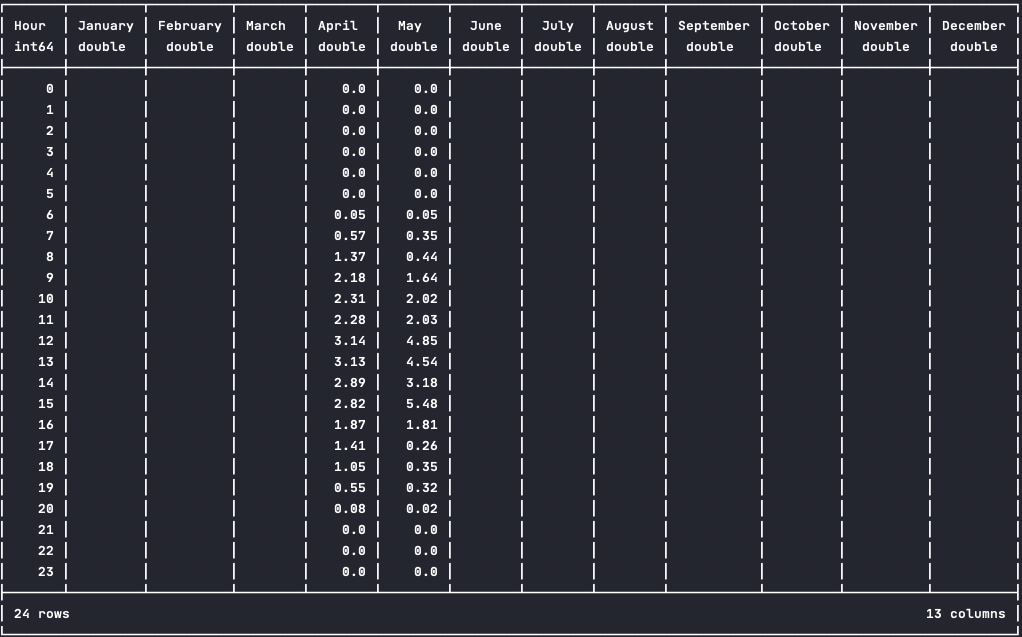 Hour January February March April May June July August September October November December
int64 double double double double double double double double double double double double
0 0.0 0.0
1 0.0 0.0
2 0.0 0.0
3 0.0 0.0
4 0.0 0.0
5 0.0 0.0
6 0.05 0.05
7 0.57 0.35
8 1.37 0.44
9 2.18 1.64
10 2.31 2.02
11 2.28 2.03
12 3.14 4.85
13 3.13 4.54
14 2.89 3.18
15 2.82 5.48
16 1.87 1.81
17 1.41 0.26
18 1.05 0.35
19 0.55 0.32
20 0.08 0.02
21 0.0 0.0
22 0.0 0.0
23 0.0 0.0
24 rows 13 columns